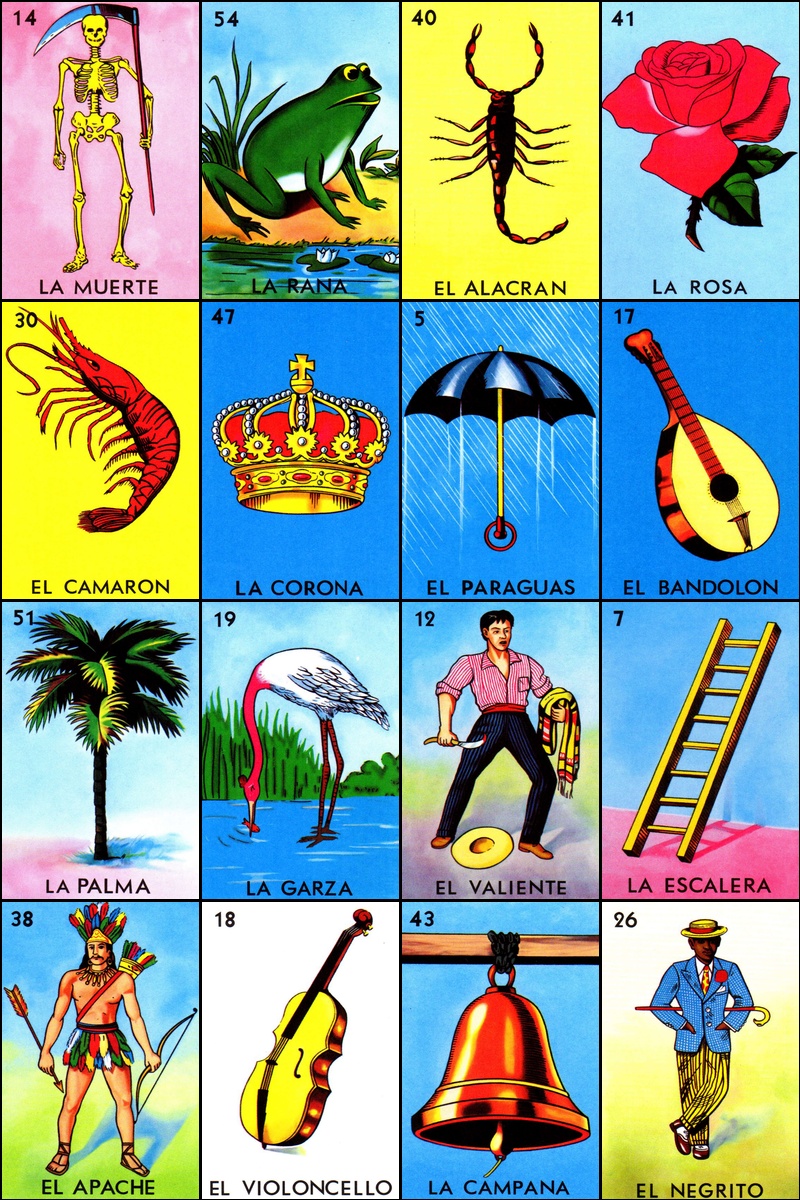 14
LA MUERTE
54
LA RANA
40
EL ALACRAN
41
LA ROSA
30
EL CAMARON
47
LA CORONA
5
EL PARAGUAS
17
EL BANDOLON
51
LA PALMA
19
LA GARZA
12
EL VALIENTE
7
LA ESCALERA
38
EL APACHE
18
EL VIOLONCELLO
43
LA CAMPANA
26
EL NEGRITO